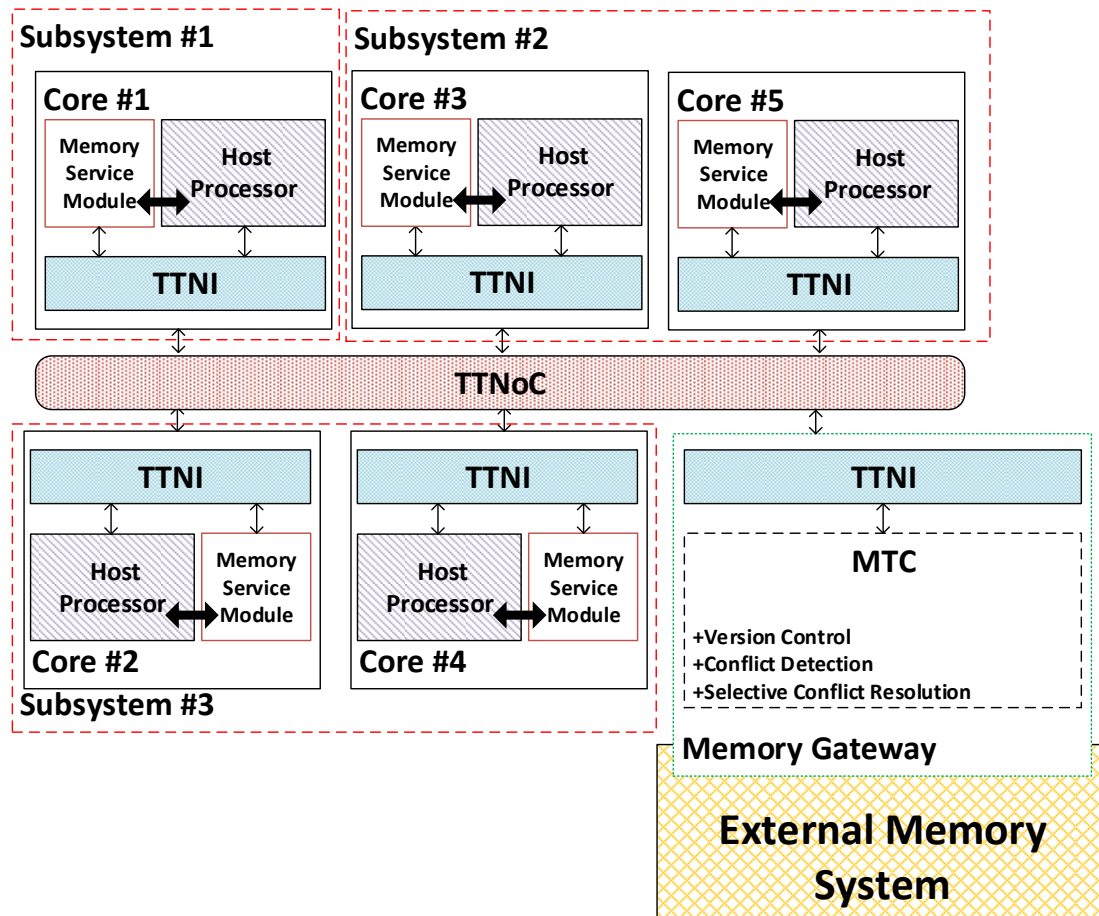 Subsystem #1
Core #1
Memory
Service
Module
Host
Processor
TTNI
Subsystem #2
Core #3
Memory
Service
Module
Host
Processor
TTNI
Core #5
Memory
Service
Module
Host
Processor
TTNI
TTNoC
TTNI
Host
Processor
Memory
Service
Module
Core #2
TTNI
Host
Processor
Memory
Service
Module
Core #4
Subsystem #3
TTNI
MTC
+Version Control
+Conflict Detection
+Selective Conflict Resolution
Memory Gateway
External Memory
System